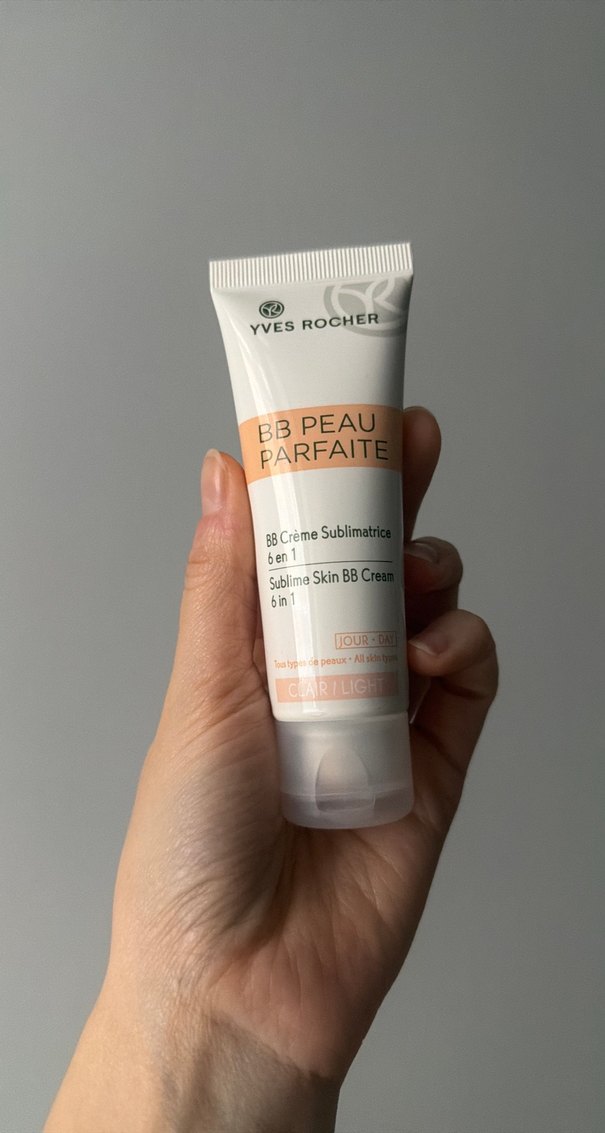 YVES ROCHER
BB PEAU
PARFAITE
BB Crème Sublimatrice
6 en 1
Sublime Skin BB Cream
6 in 1
JOUR • DAY
Tous types de peaux • All skin types
CLAIR / LIGHT